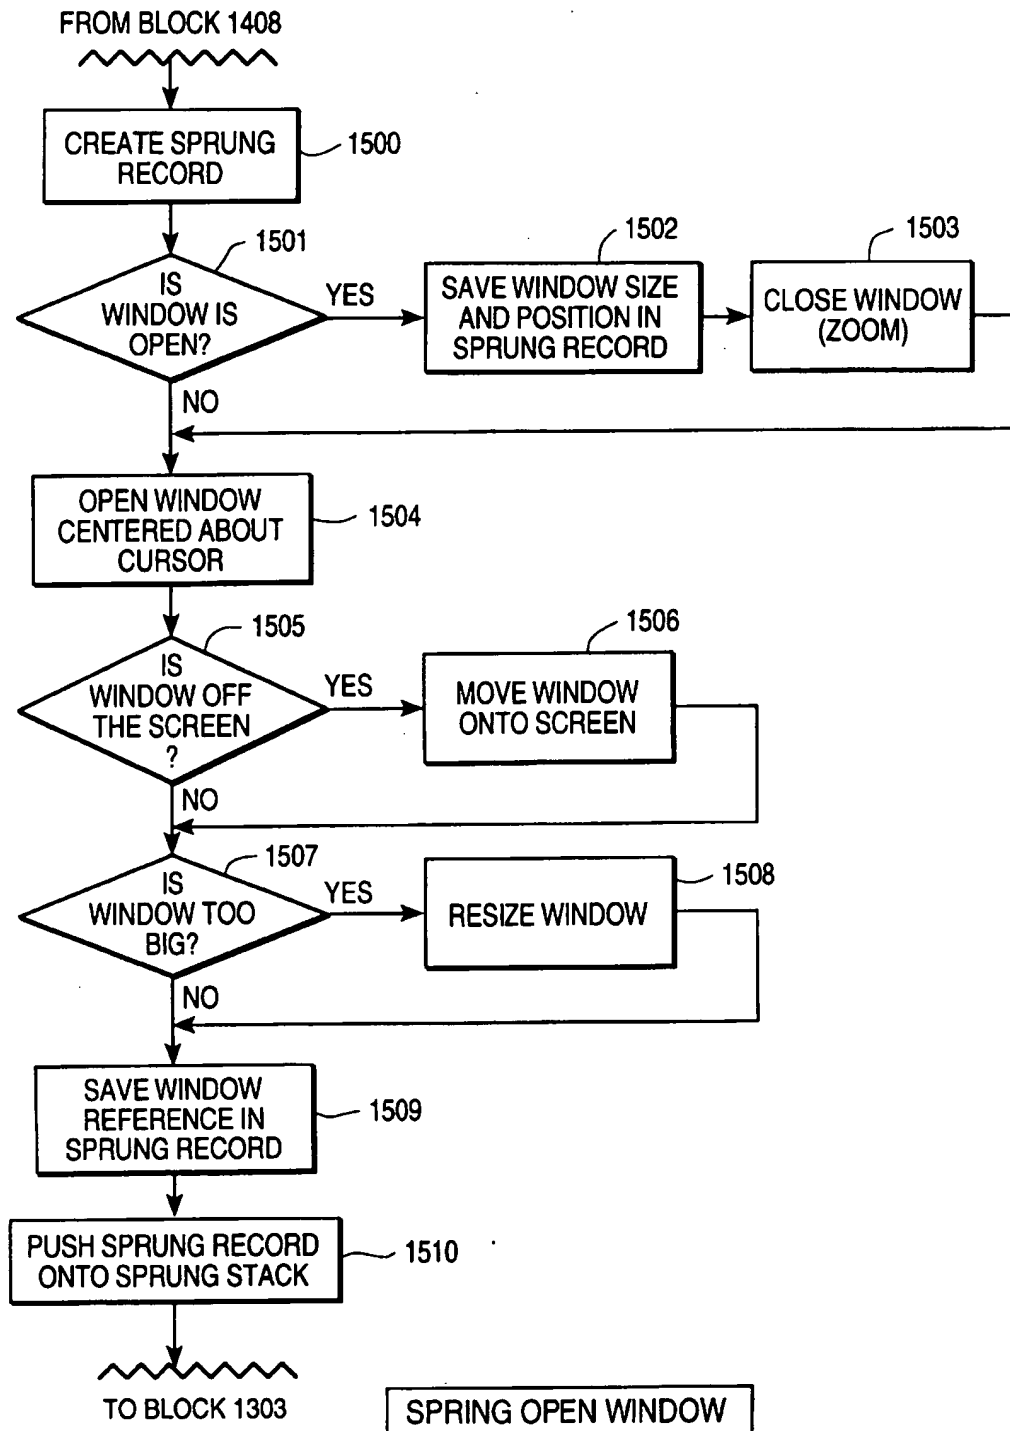 FROM BLOCK 1408
CREATE SPRUNG
RECORD
1500
1501
IS
WINDOW IS
OPEN?
YES
NO
1502
SAVE WINDOW SIZE
AND POSITION IN
SPRUNG RECORD
1503
CLOSE WINDOW
(ZOOM)
OPEN WINDOW
CENTERED ABOUT
CURSOR
1504
1505
IS
WINDOW OFF
THE SCREEN
?
YES
NO
1506
MOVE WINDOW
ONTO SCREEN
1507
IS
WINDOW TOO
BIG?
YES
NO
1508
RESIZE WINDOW
SAVE WINDOW
REFERENCE IN
SPRUNG RECORD
1509
PUSH SPRUNG RECORD
ONTO SPRUNG STACK
1510
TO BLOCK 1303
SPRING OPEN WINDOW